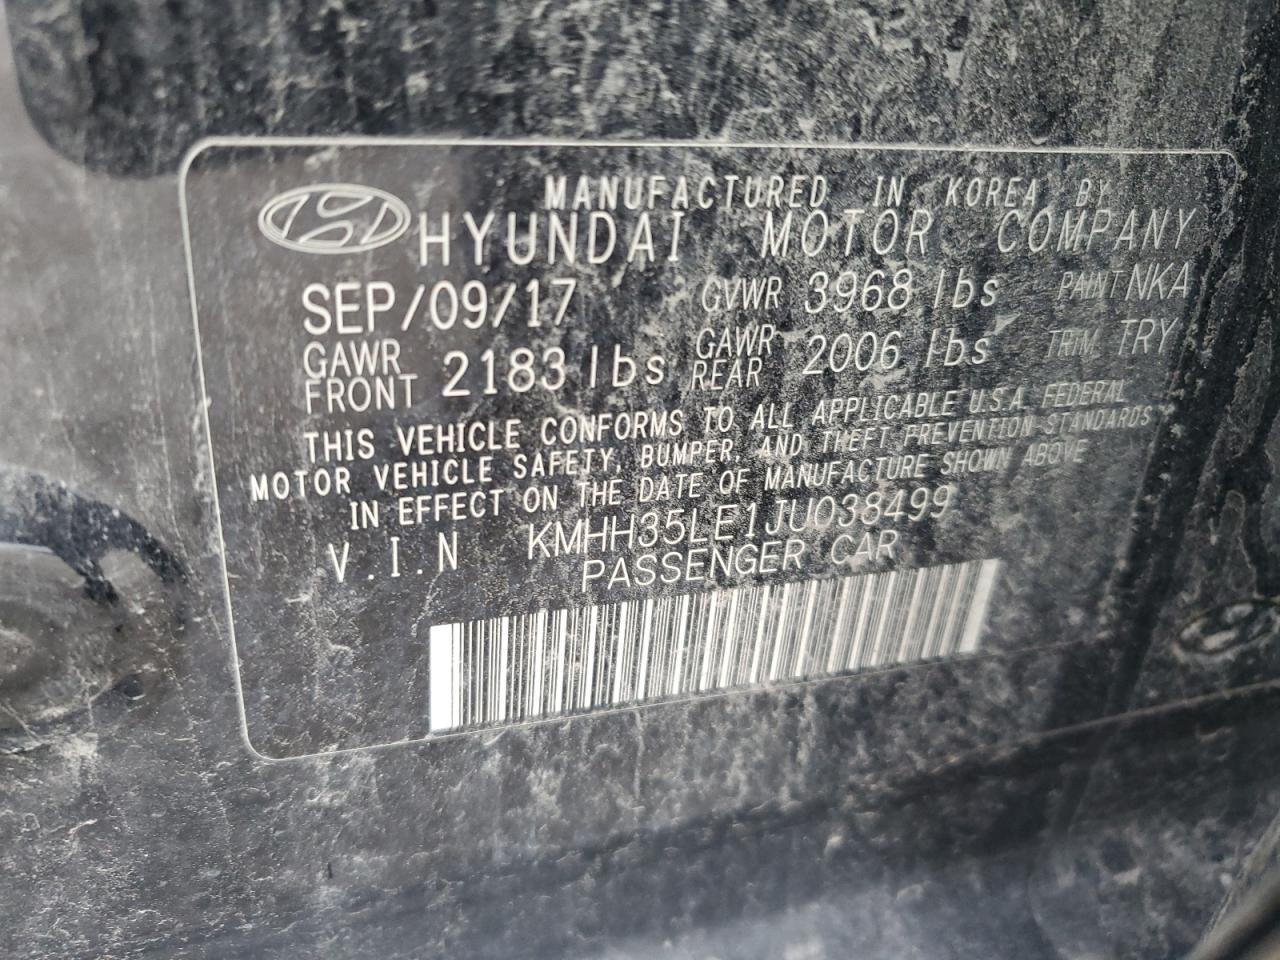 MANUFACTURED IN KOREA BY
HYUNDAI MOTOR COMPANY
SEP/09/17 GVWR 3968 lbs PAINT NKA
GAWR FRONT 2183 lbs GAWR REAR 2006 lbs TRIM TRY
THIS VEHICLE CONFORMS TO ALL APPLICABLE U.S.A. FEDERAL
MOTOR VEHICLE SAFETY, BUMPER, AND THEFT PREVENTION STANDARDS
IN EFFECT ON THE DATE OF MANUFACTURE SHOWN ABOVE
V.I.N KMHH35LE1JU038499
PASSENGER CAR